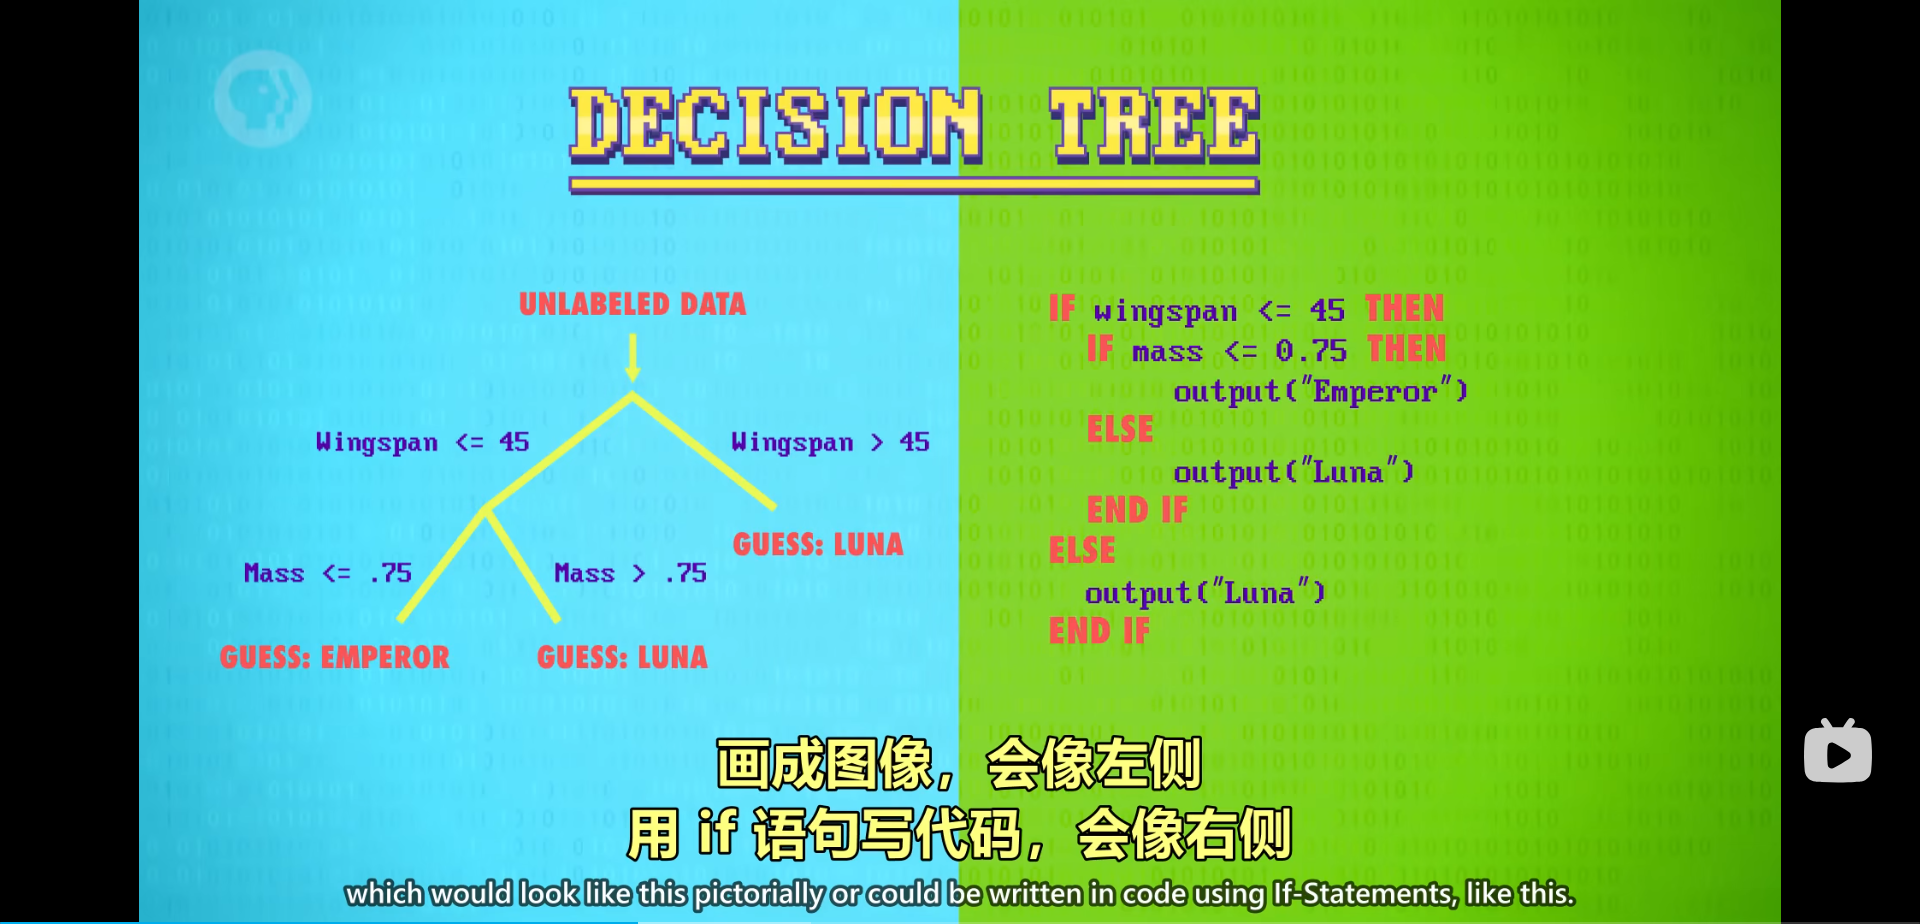 DECISION TREE
UNLABELED DATA
Wingspan <= 45
Wingspan > 45
GUESS: LUNA
Mass <= .75
Mass > .75
GUESS: EMPEROR
GUESS: LUNA
IF wingspan <= 45 THEN
IF mass <= 0.75 THEN
output("Emperor")
ELSE
output("Luna")
END IF
ELSE
output("Luna")
END IF
画成图像，会像左侧
用 if 语句写代码，会像右侧
which would look like this pictorially or could be written in code using If-Statements, like this.